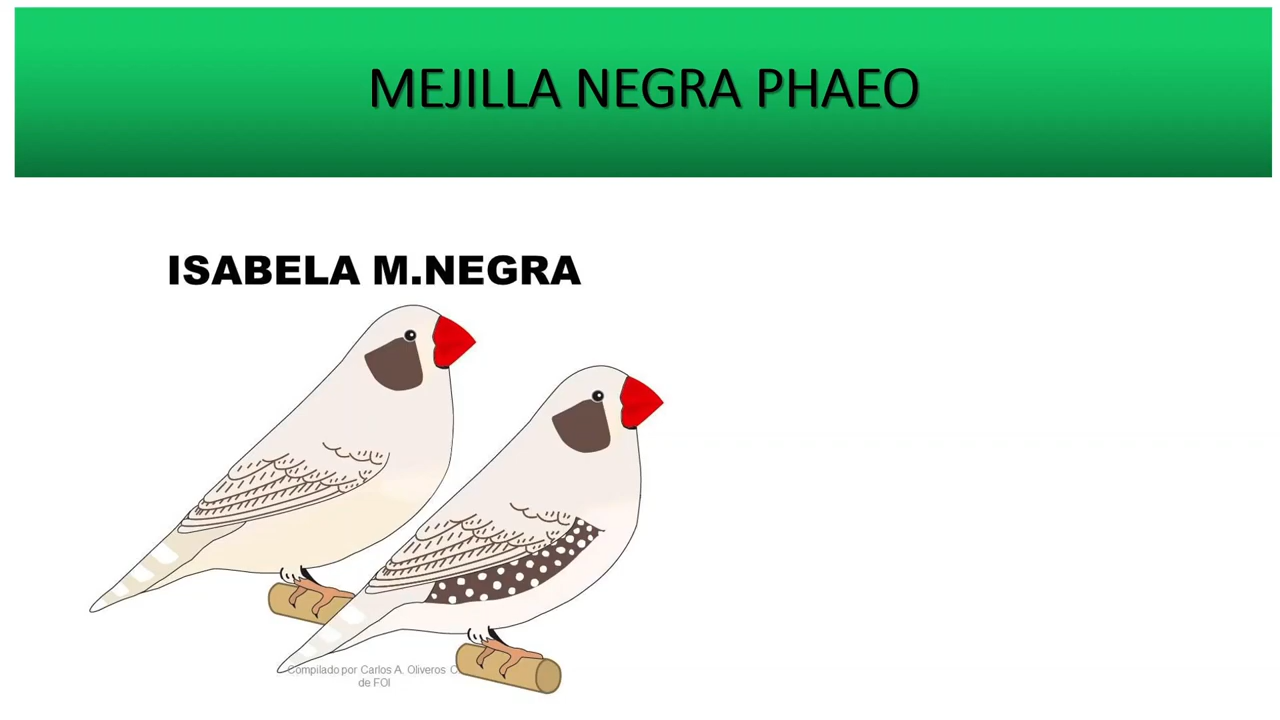 MEJILLA NEGRA PHAEO
ISABELA M.NEGRA
Compilado por Carlos A. Oliveros C.
de FOI